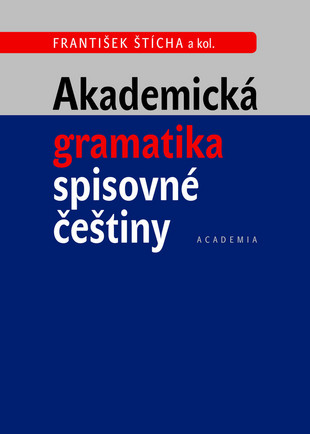 FRANTIŠEK ŠTÍCHA a kol.
Akademická
gramatika
spisovné
češtiny
ACADEMIA